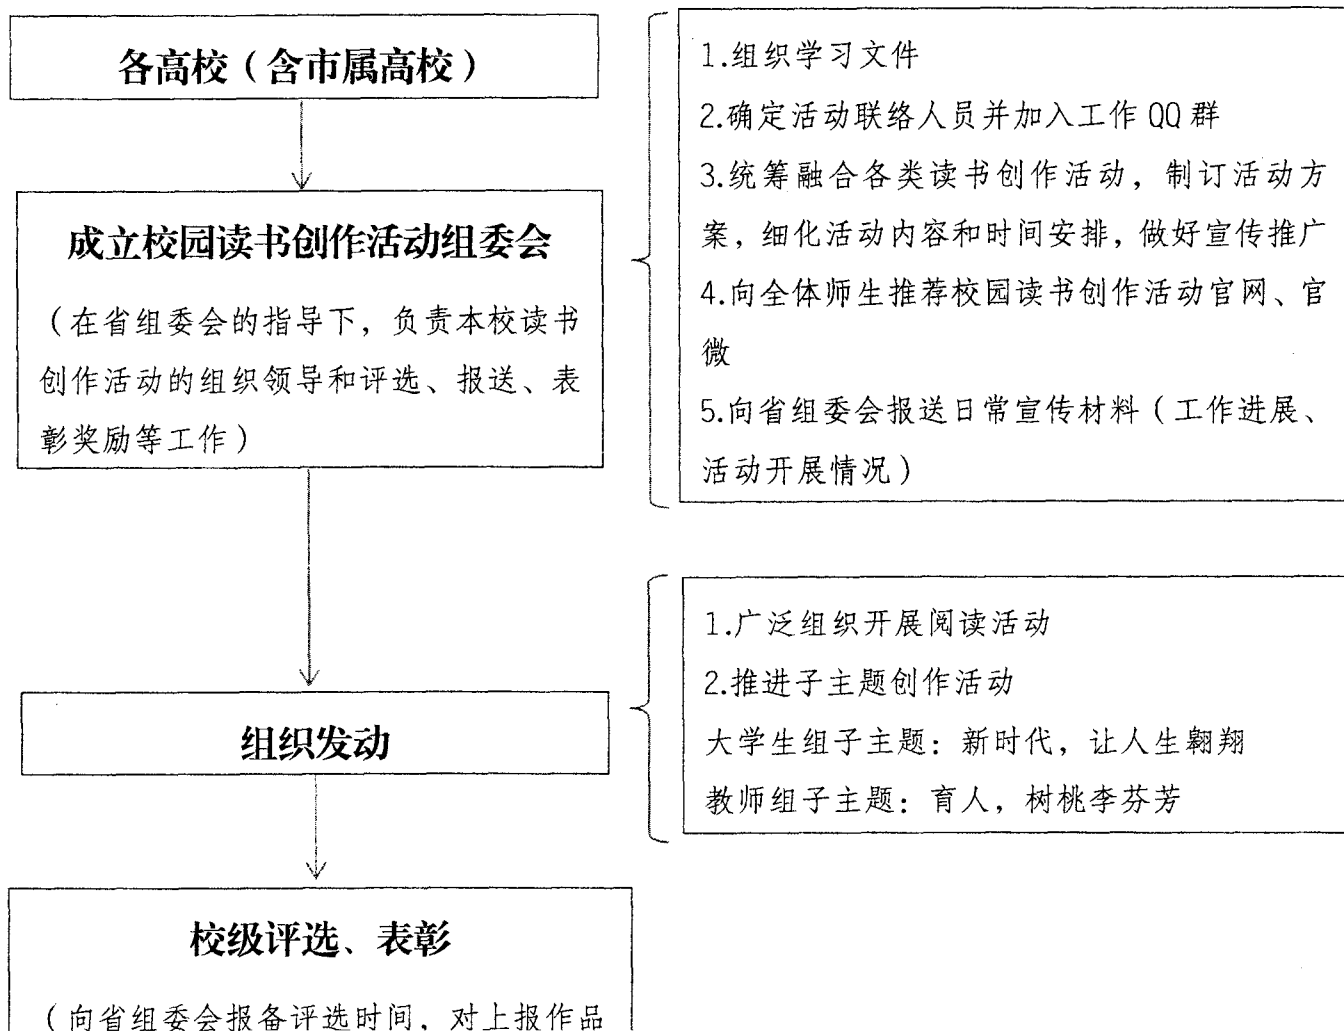 各高校（含市属高校）
成立校园读书创作活动组委会
（在省组委会的指导下，负责本校读书
创作活动的组织领导和评选、报送、表
彰奖励等工作）
1.组织学习文件
2.确定活动联络人员并加入工作 QQ 群
3.统筹融合各类读书创作活动，制订活动方
案，细化活动内容和时间安排，做好宣传推广
4.向全体师生推荐校园读书创作活动官网、官
微
5.向省组委会报送日常宣传材料（工作进展、
活动开展情况）
组织发动
1.广泛组织开展阅读活动
2.推进子主题创作活动
大学生组子主题：新时代，让人生翱翔
教师组子主题：育人，树桃李芬芳
校级评选、表彰
（向省组委会报备评选时间，对上报作品